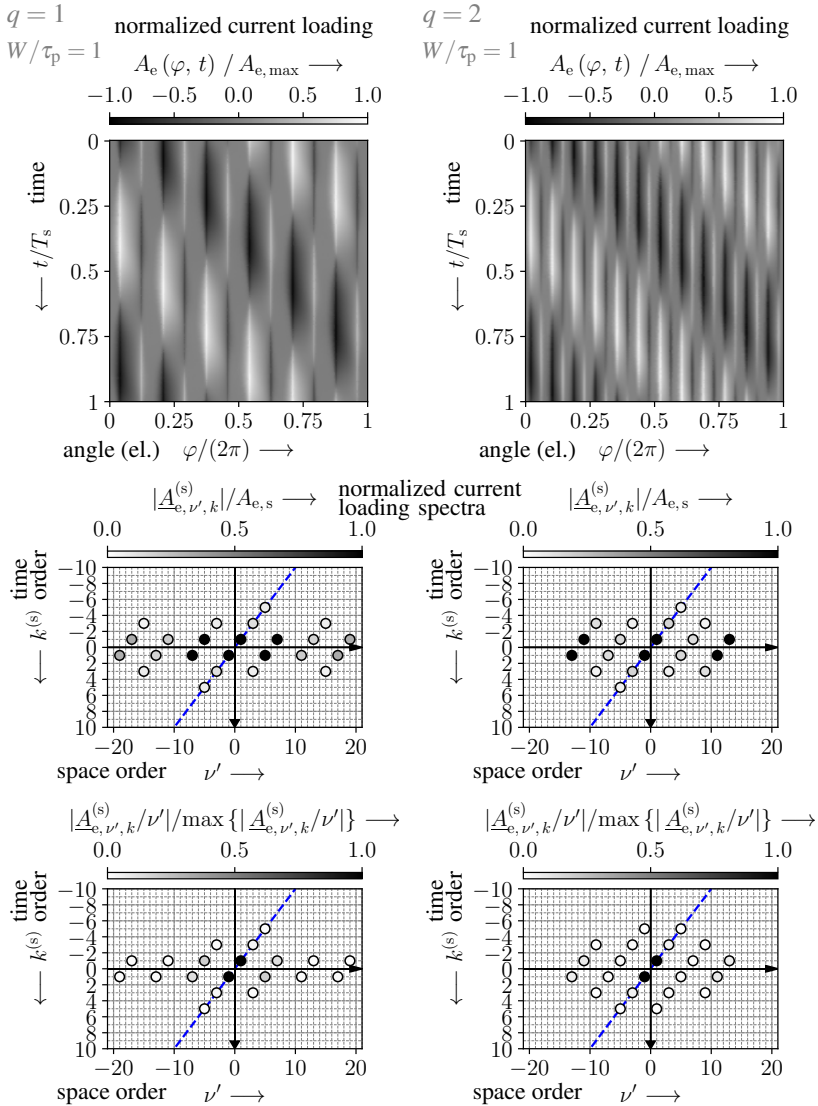 q = 1 normalized current loading q = 2 normalized current loading
W/τp = 1 W/τp = 1
Ae (φ, t) / Ae, max ⟶ Ae (φ, t) / Ae, max ⟶
−1.0 −0.5 0.0 0.5 1.0 −1.0 −0.5 0.0 0.5 1.0
time
⟵ t/Ts
0
0.25
0.5
0.75
1
0 0.25 0.5 0.75 1
angle (el.) φ/(2π) ⟶
time
⟵ t/Ts
0
0.25
0.5
0.75
1
0 0.25 0.5 0.75 1
angle (el.) φ/(2π) ⟶
|A(s)e, ν′, k|/Ae, s ⟶ normalized current |A(s)e, ν′, k|/Ae, s ⟶
loading spectra
0.0 0.5 1.0 0.0 0.5 1.0
time
order
⟵ k(s)
−10
−8
−6
−4
−2
0
2
4
6
8
10
−20 −10 0 10 20
space order ν′ ⟶
time
order
⟵ k(s)
−10
−8
−6
−4
−2
0
2
4
6
8
10
−20 −10 0 10 20
space order ν′ ⟶
|A(s)e, ν′, k/ν′|/max {| A(s)e, ν′, k/ν′|} ⟶ |A(s)e, ν′, k/ν′|/max {| A(s)e, ν′, k/ν′|} ⟶
0.0 0.5 1.0 0.0 0.5 1.0
time
order
⟵ k(s)
−10
−8
−6
−4
−2
0
2
4
6
8
10
−20 −10 0 10 20
space order ν′ ⟶
time
order
⟵ k(s)
−10
−8
−6
−4
−2
0
2
4
6
8
10
−20 −10 0 10 20
space order ν′ ⟶